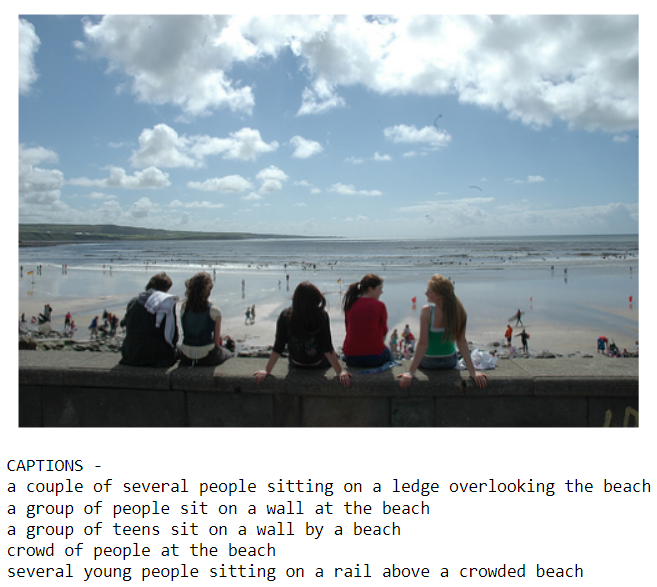 CAPTIONS -
a couple of several people sitting on a ledge overlooking the beach
a group of people sit on a wall at the beach
a group of teens sit on a wall by a beach
crowd of people at the beach
several young people sitting on a rail above a crowded beach